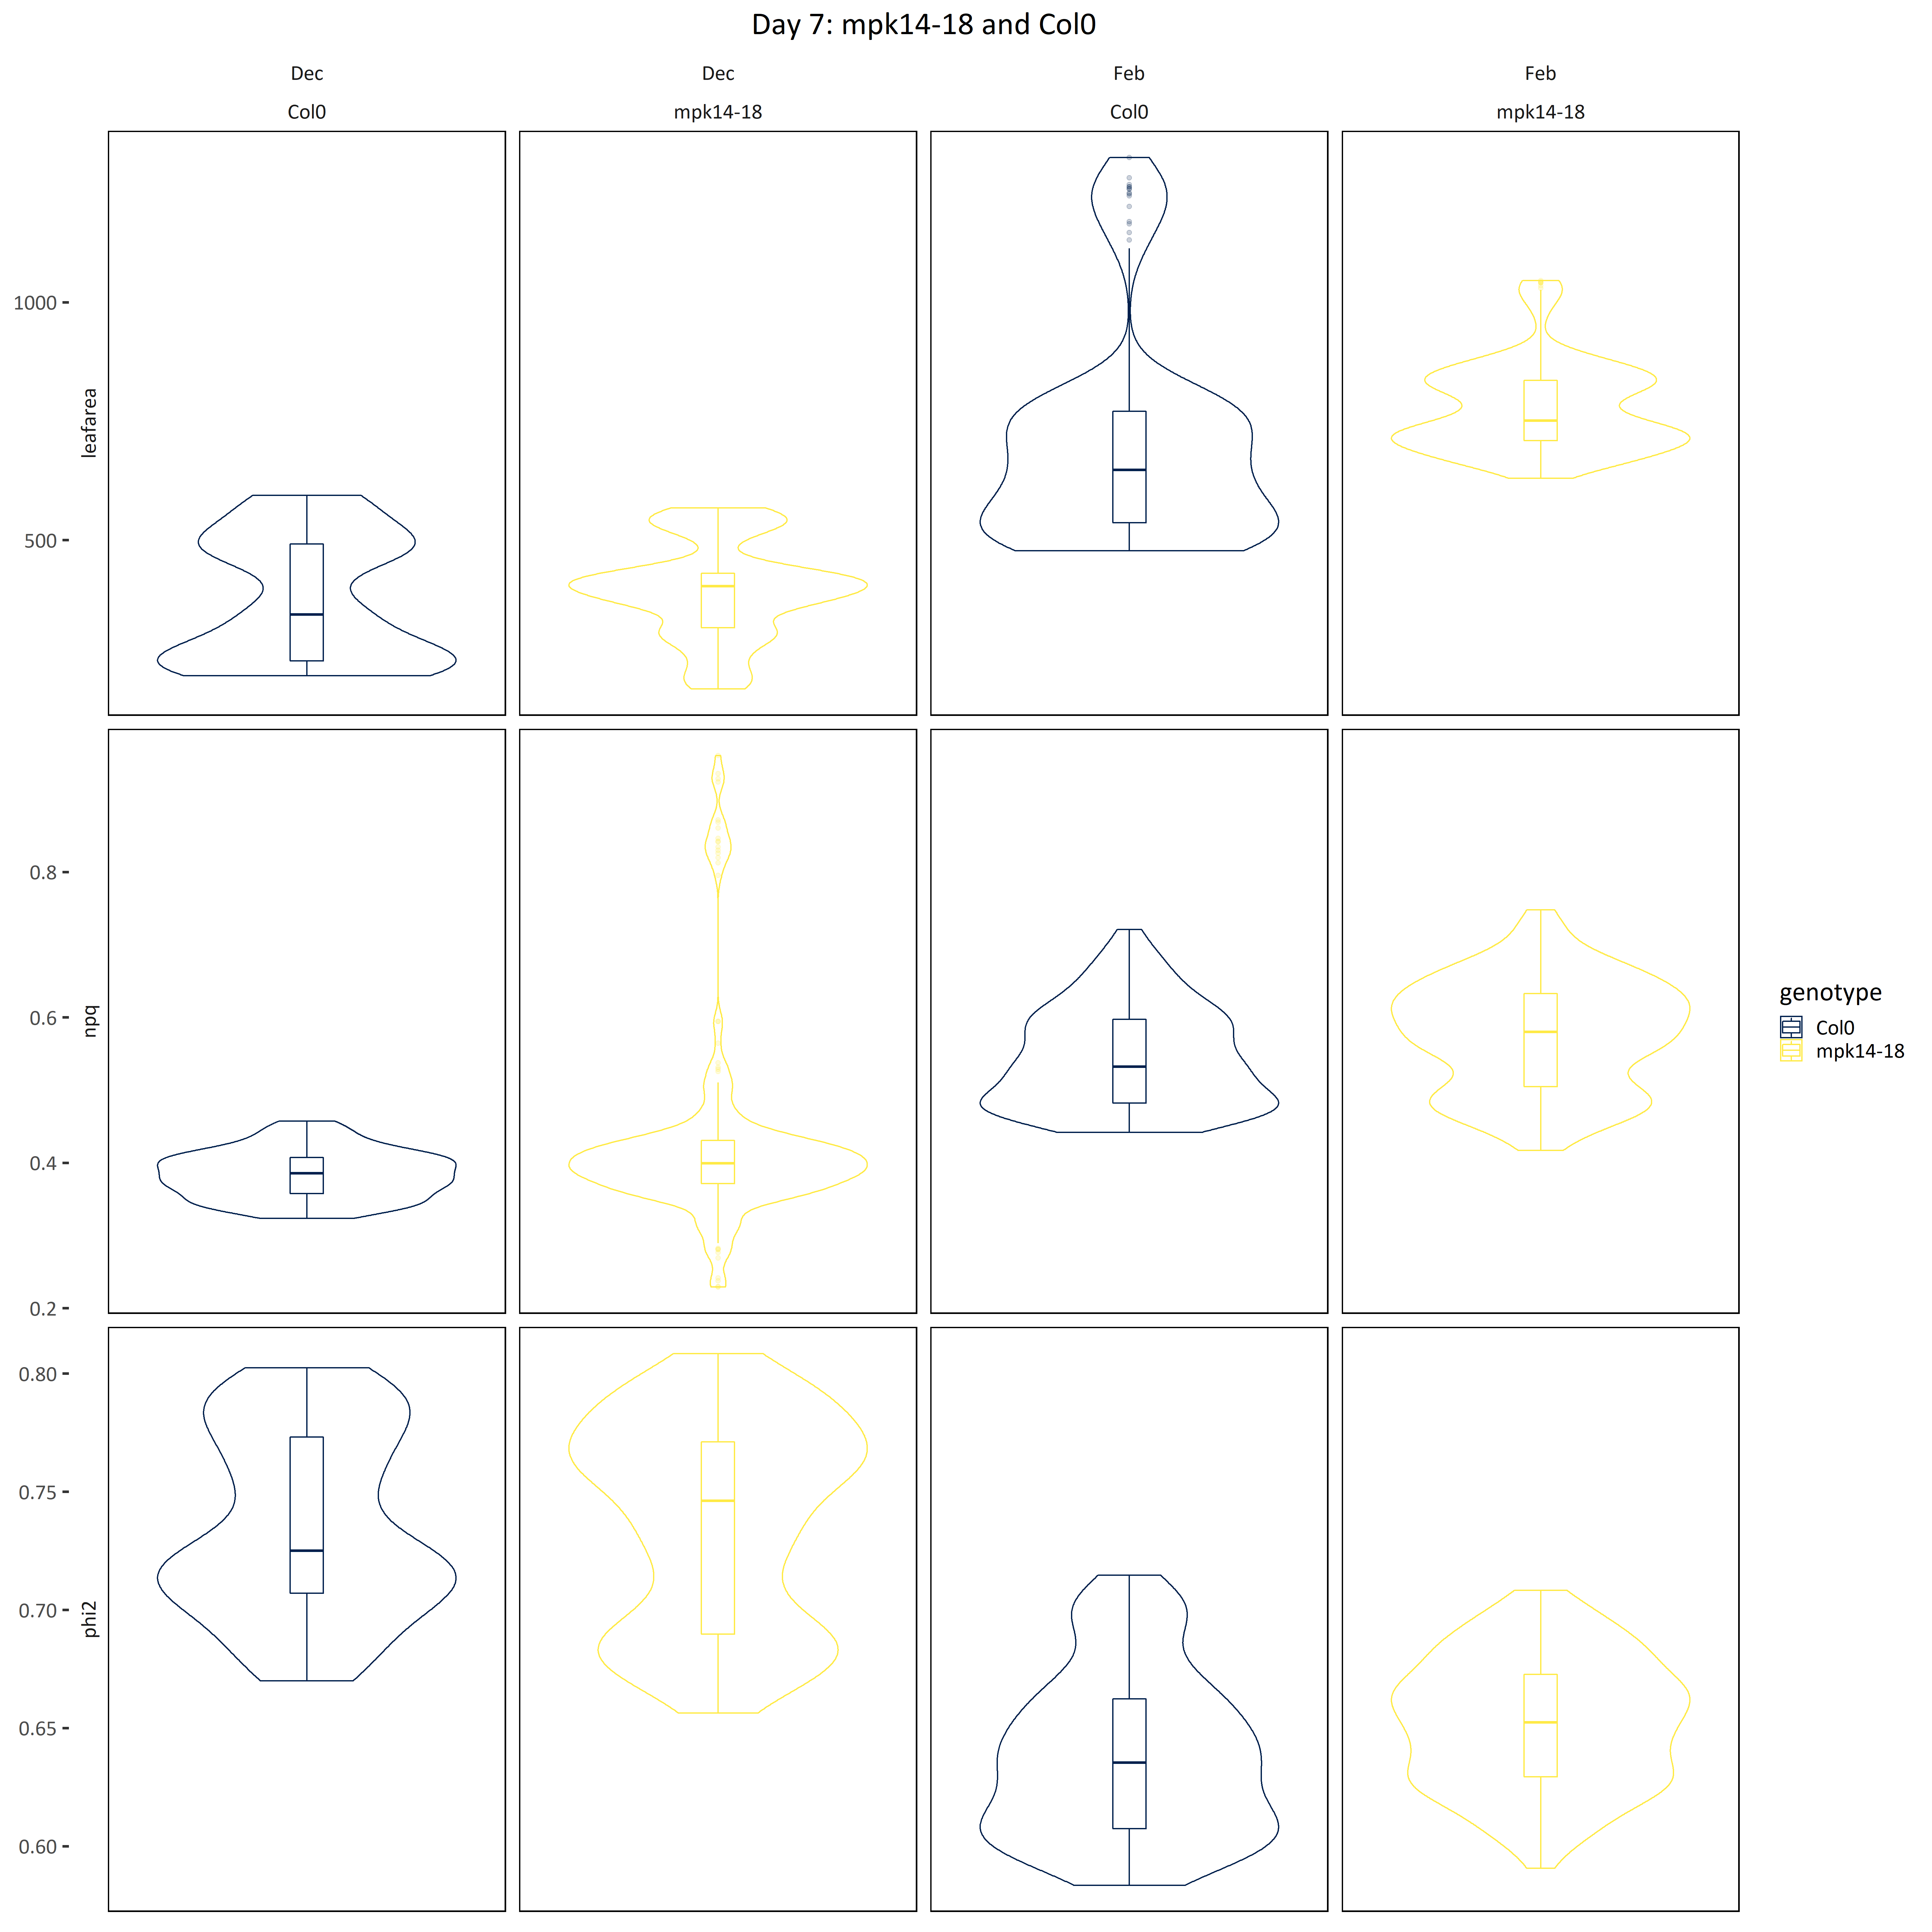 Day 7: mpk14-18 and Col0
Dec Dec Feb Feb
Col0 mpk14-18 Col0 mpk14-18
1000
500
leafarea
0.8
0.6
0.4
0.2
npq
0.80
0.75
0.70
0.65
0.60
phi2
genotype
Col0
mpk14-18